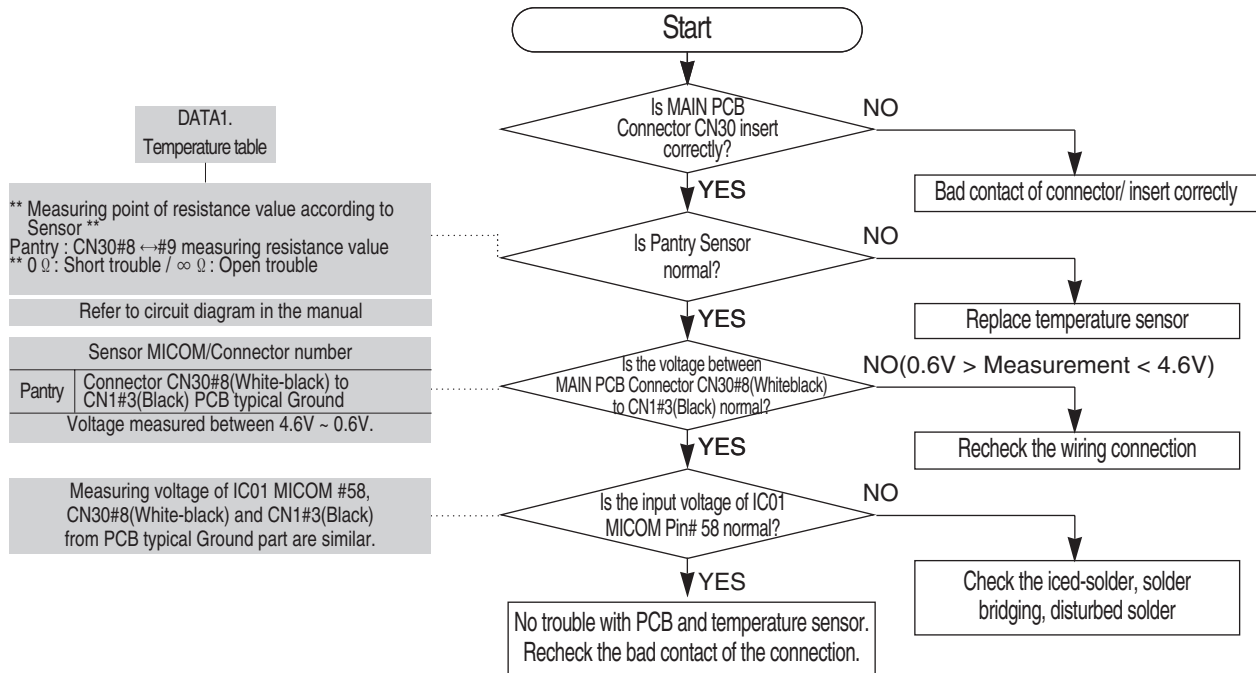 Start
Is MAIN PCB
Connector CN30 insert
correctly?
NO
Bad contact of connector/ insert correctly
YES
DATA1.
Temperature table
** Measuring point of resistance value according to
Sensor **
Pantry : CN30#8 ↔#9 measuring resistance value
** 0 Ω : Short trouble / ∞ Ω : Open trouble
Refer to circuit diagram in the manual
Is Pantry Sensor
normal?
NO
Replace temperature sensor
YES
Sensor MICOM/Connector number
Pantry
Connector CN30#8(White-black) to
CN1#3(Black) PCB typical Ground
Voltage measured between 4.6V ~ 0.6V.
Is the voltage between
MAIN PCB Connector CN30#8(Whiteblack)
to CN1#3(Black) normal?
NO(0.6V > Measurement < 4.6V)
Recheck the wiring connection
YES
Measuring voltage of IC01 MICOM #58,
CN30#8(White-black) and CN1#3(Black)
from PCB typical Ground part are similar.
Is the input voltage of IC01
MICOM Pin# 58 normal?
NO
Check the iced-solder, solder
bridging, disturbed solder
YES
No trouble with PCB and temperature sensor.
Recheck the bad contact of the connection.